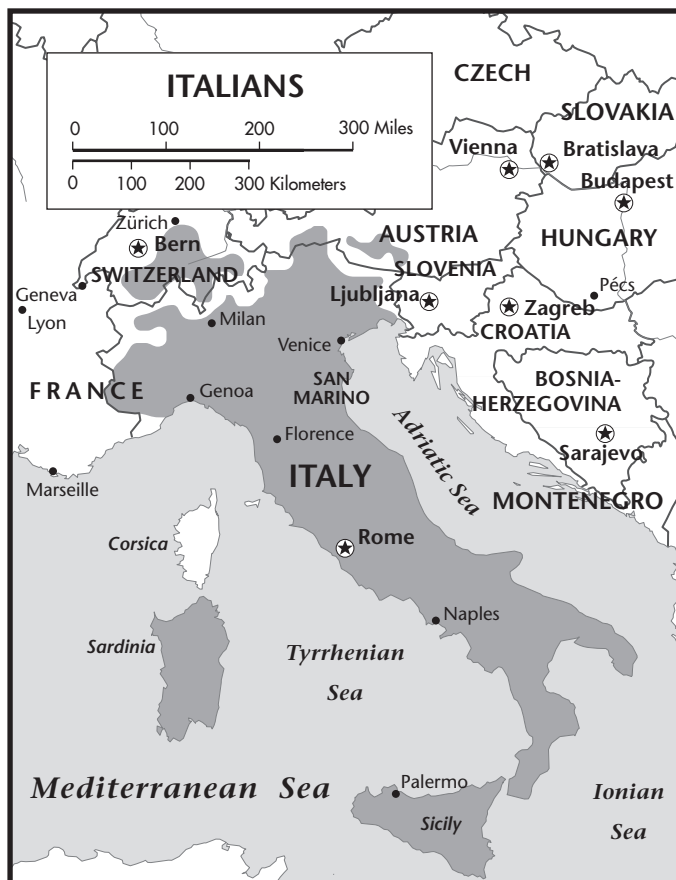 ITALIANS
0 100 200 300 Miles
0 100 200 300 Kilometers
CZECH
SLOVAKIA
Vienna
Bratislava
Budapest
Zürich
Bern
AUSTRIA
HUNGARY
SWITZERLAND
SLOVENIA
Geneva
Ljubljana
Pécs
Lyon
Milan
Zagreb
CROATIA
Venice
FRANCE
Genoa
SAN
MARINO
BOSNIA-
HERZEGOVINA
Adriatic Sea
Florence
Sarajevo
ITALY
Marseille
MONTENEGRO
Rome
Corsica
Naples
Sardinia
Tyrrhenian
Sea
Mediterranean Sea
Palermo
Ionian
Sea
Sicily